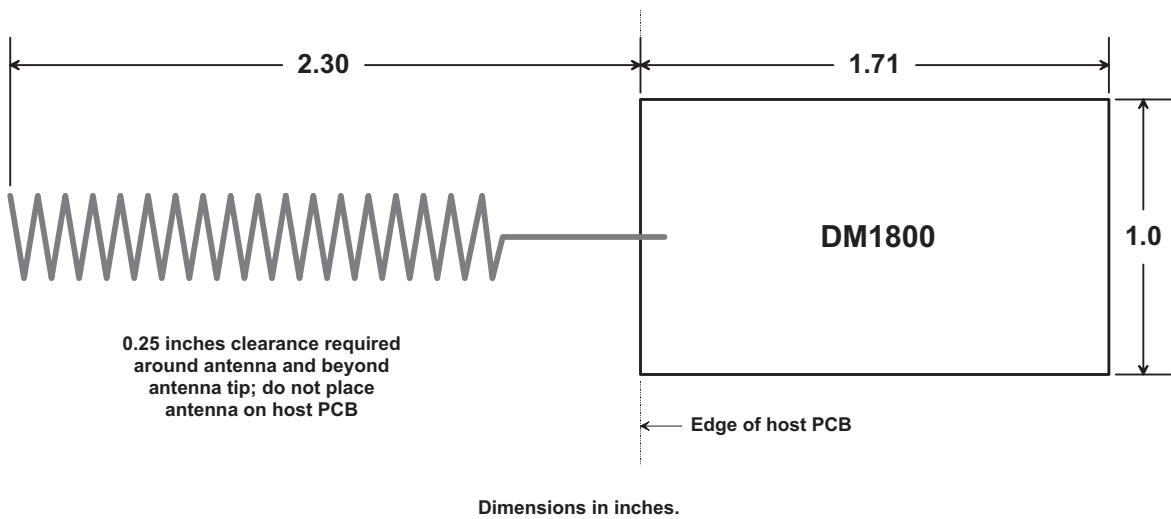 2.30
1.71
DM1800
1.0
0.25 inches clearance required
around antenna and beyond
antenna tip; do not place
antenna on host PCB
Edge of host PCB
Dimensions in inches.